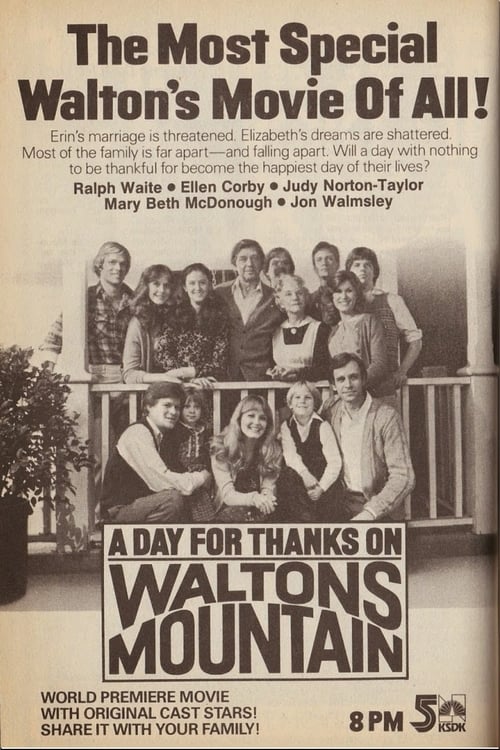 The Most Special
Walton's Movie Of All!
Erin's marriage is threatened. Elizabeth's dreams are shattered.
Most of the family is far apart—and falling apart. Will a day with nothing
to be thankful for become the happiest day of their lives?
Ralph Waite ● Ellen Corby ● Judy Norton-Taylor
Mary Beth McDonough ● Jon Walmsley
A DAY FOR THANKS ON
WALTONS
MOUNTAIN
WORLD PREMIERE MOVIE
WITH ORIGINAL CAST STARS!
SHARE IT WITH YOUR FAMILY!
8 PM 5 N
KSDK